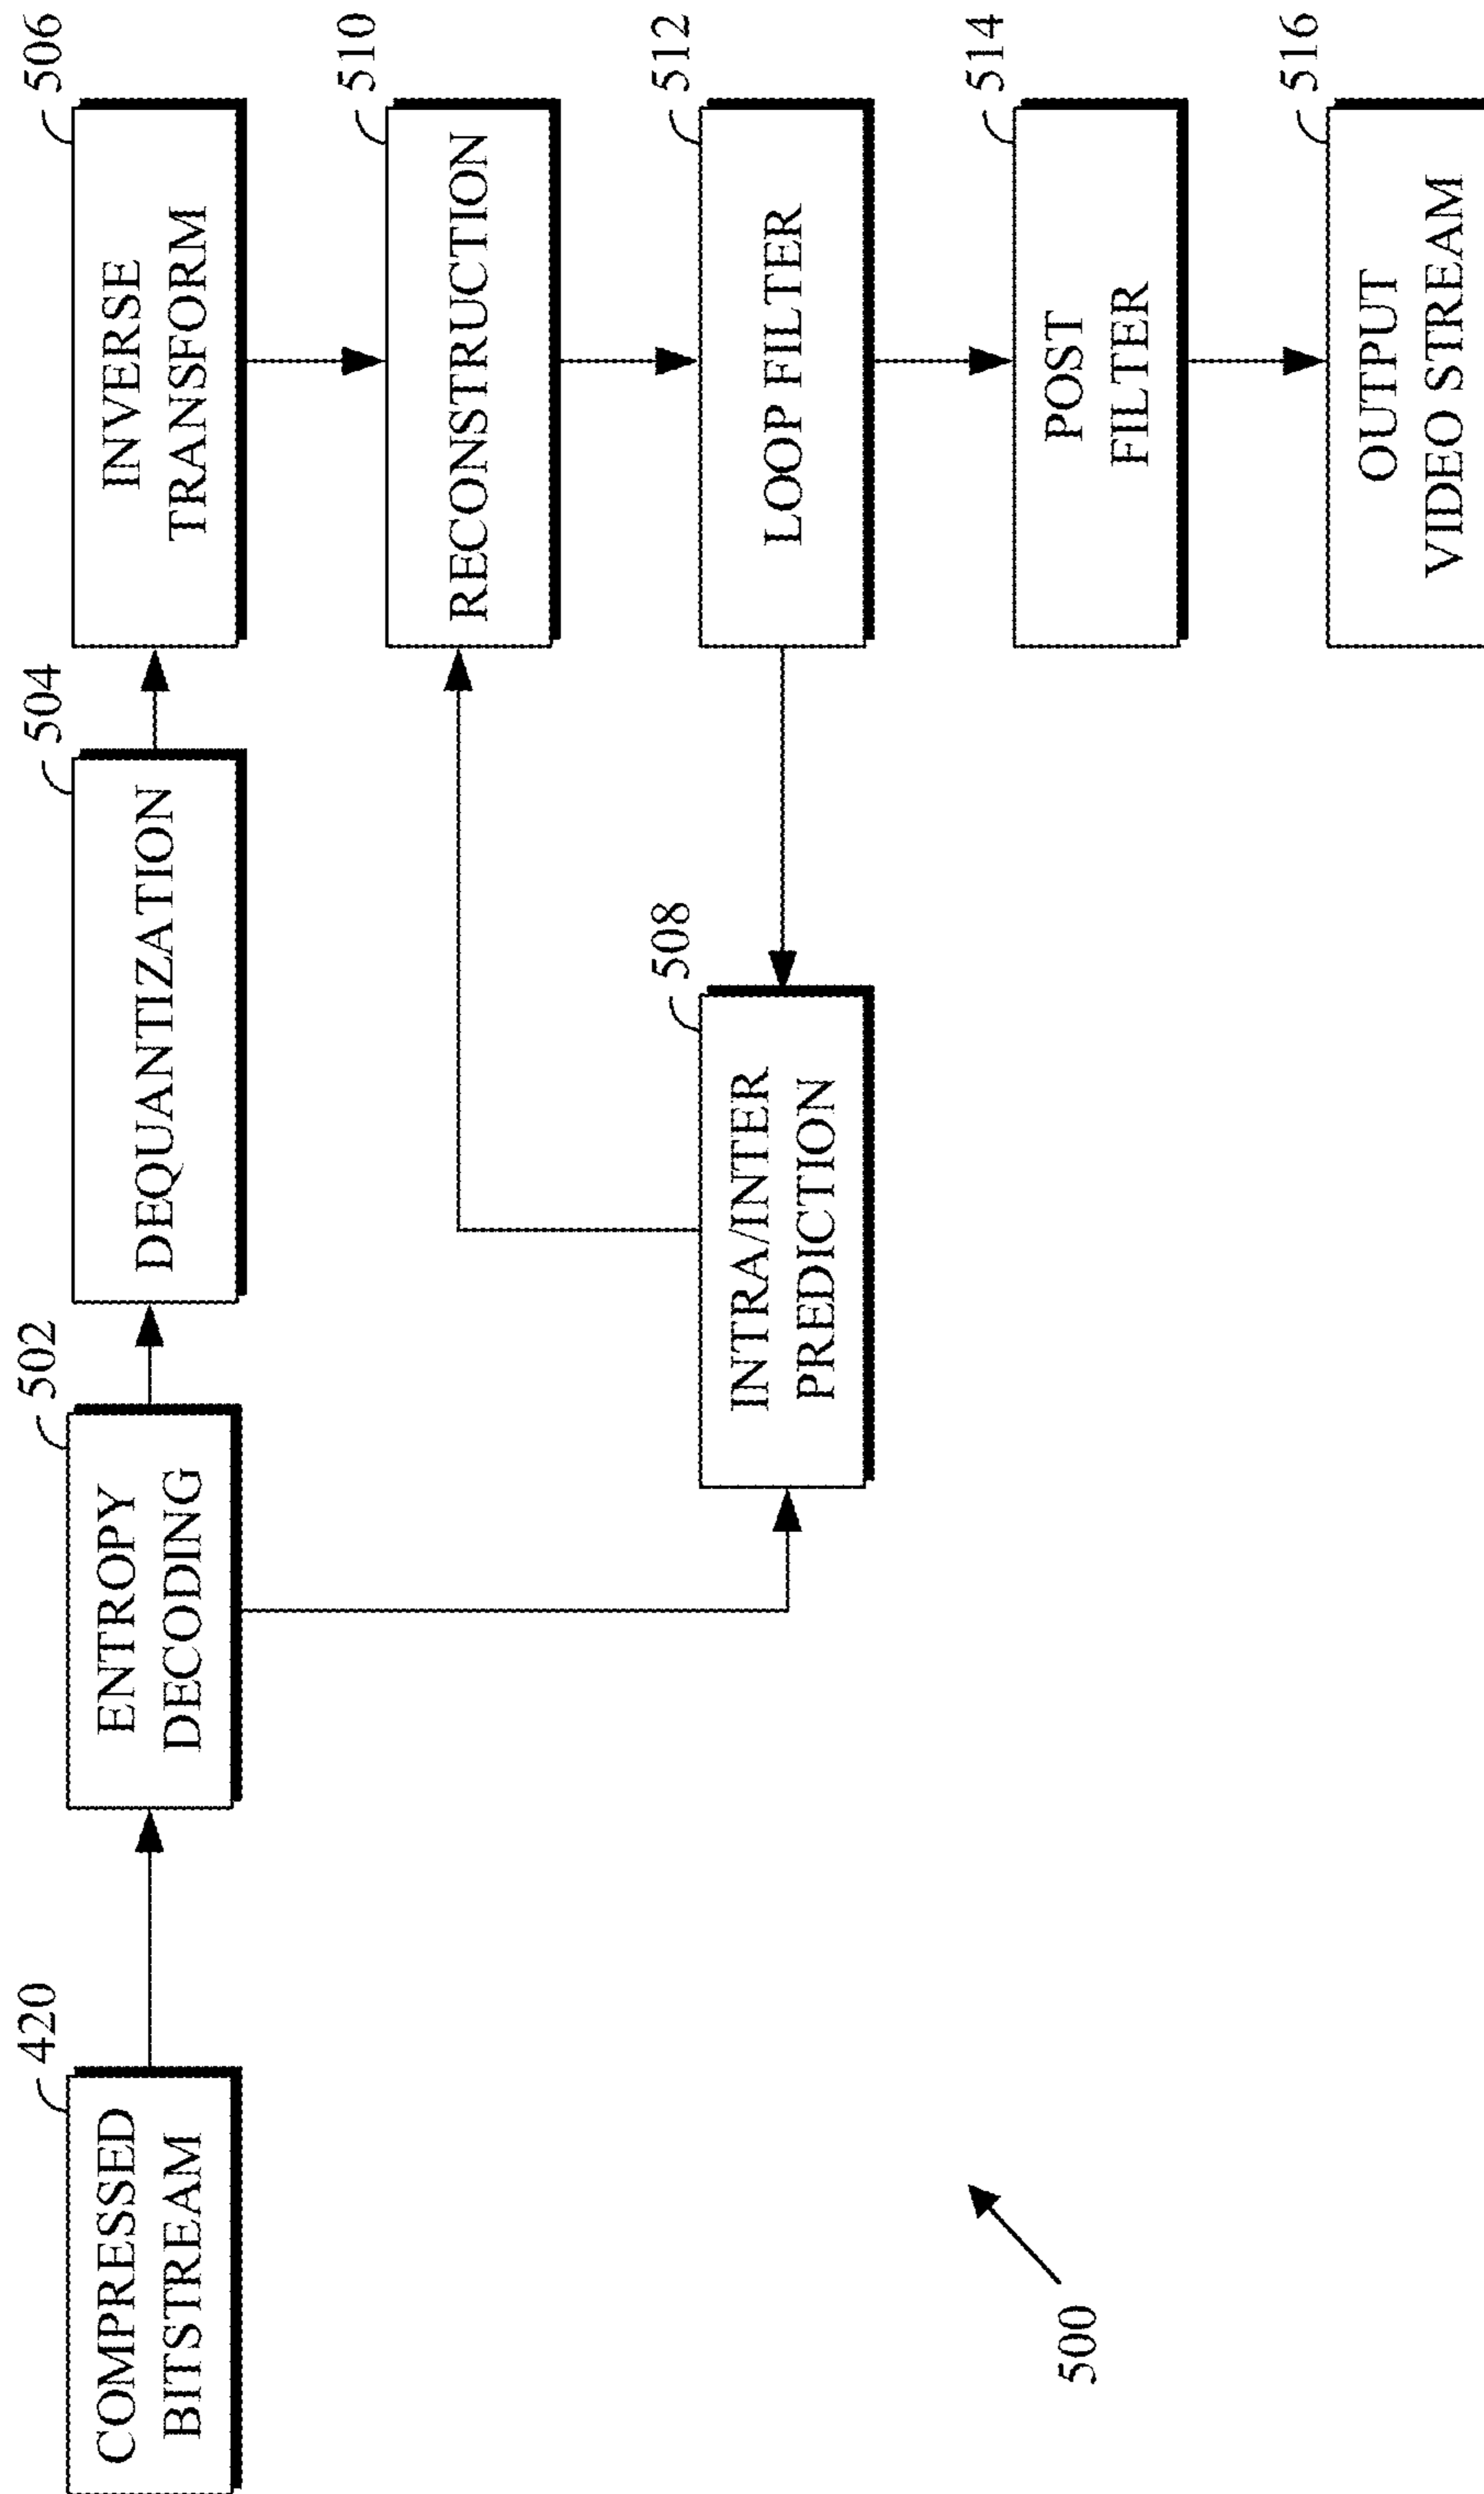 420
COMPRESSED
BITSTREAM
502
ENTROPY
DECODING
504
DEQUANTIZATION
506
INVERSE
TRANSFORM
510
RECONSTRUCTION
508
INTRA/INTER
PREDICTION
512
LOOP FILTER
514
POST
FILTER
516
OUTPUT
VIDEO STREAM
500